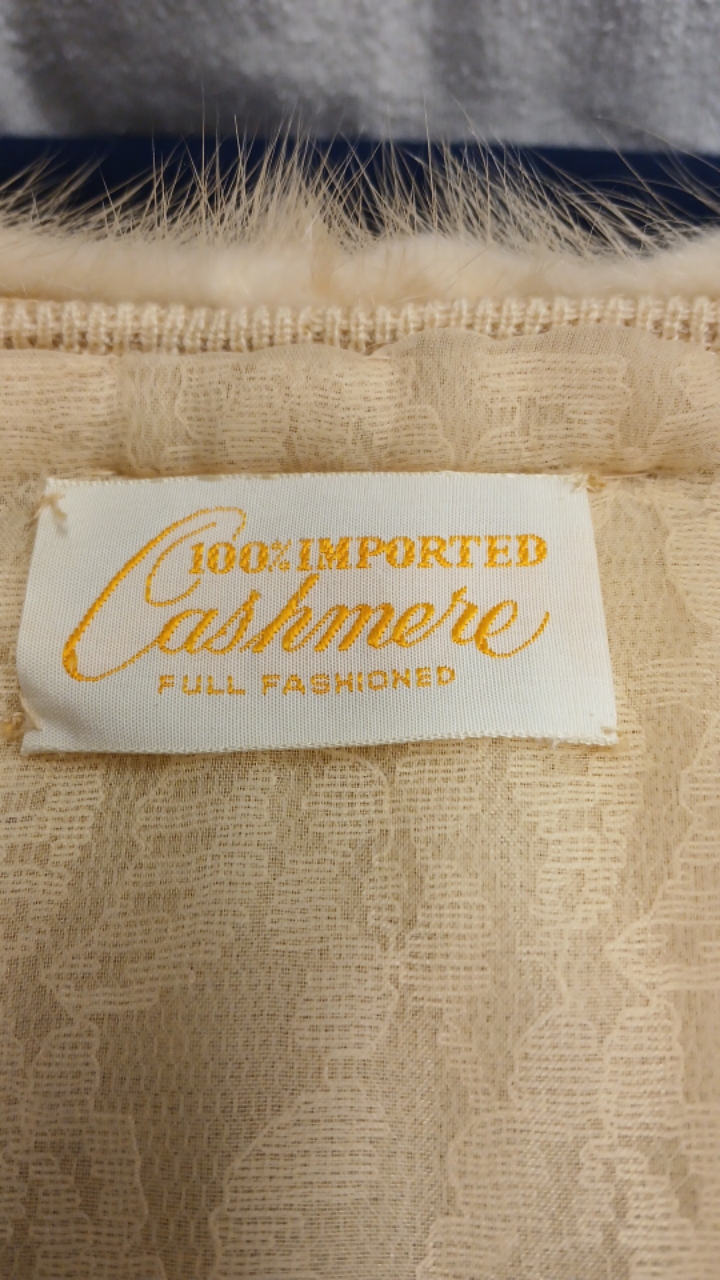 100% IMPORTED
Cashmere
FULL FASHIONED